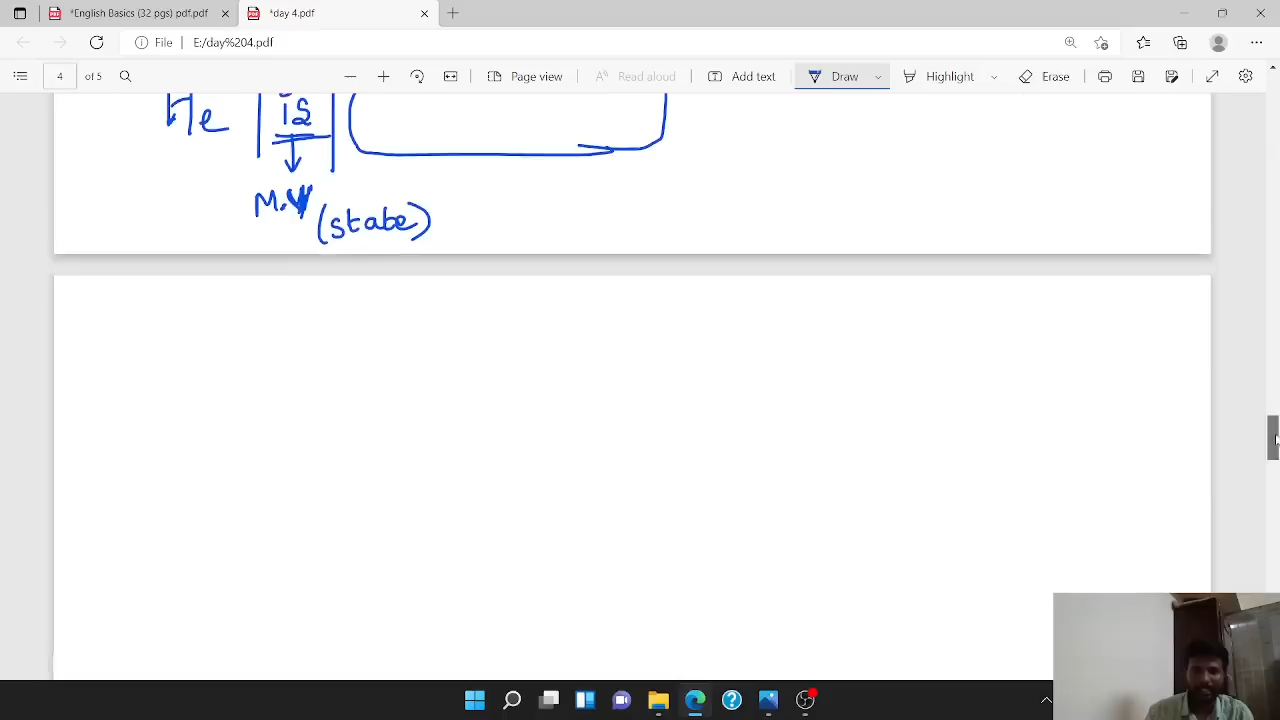 *English Basics (32 pgs) pdf.pdf
*day 4.pdf
File
E:/day%204.pdf
4
of 5
Page view
Read aloud
Add text
Draw
Highlight
Erase
He is
M.V (state)